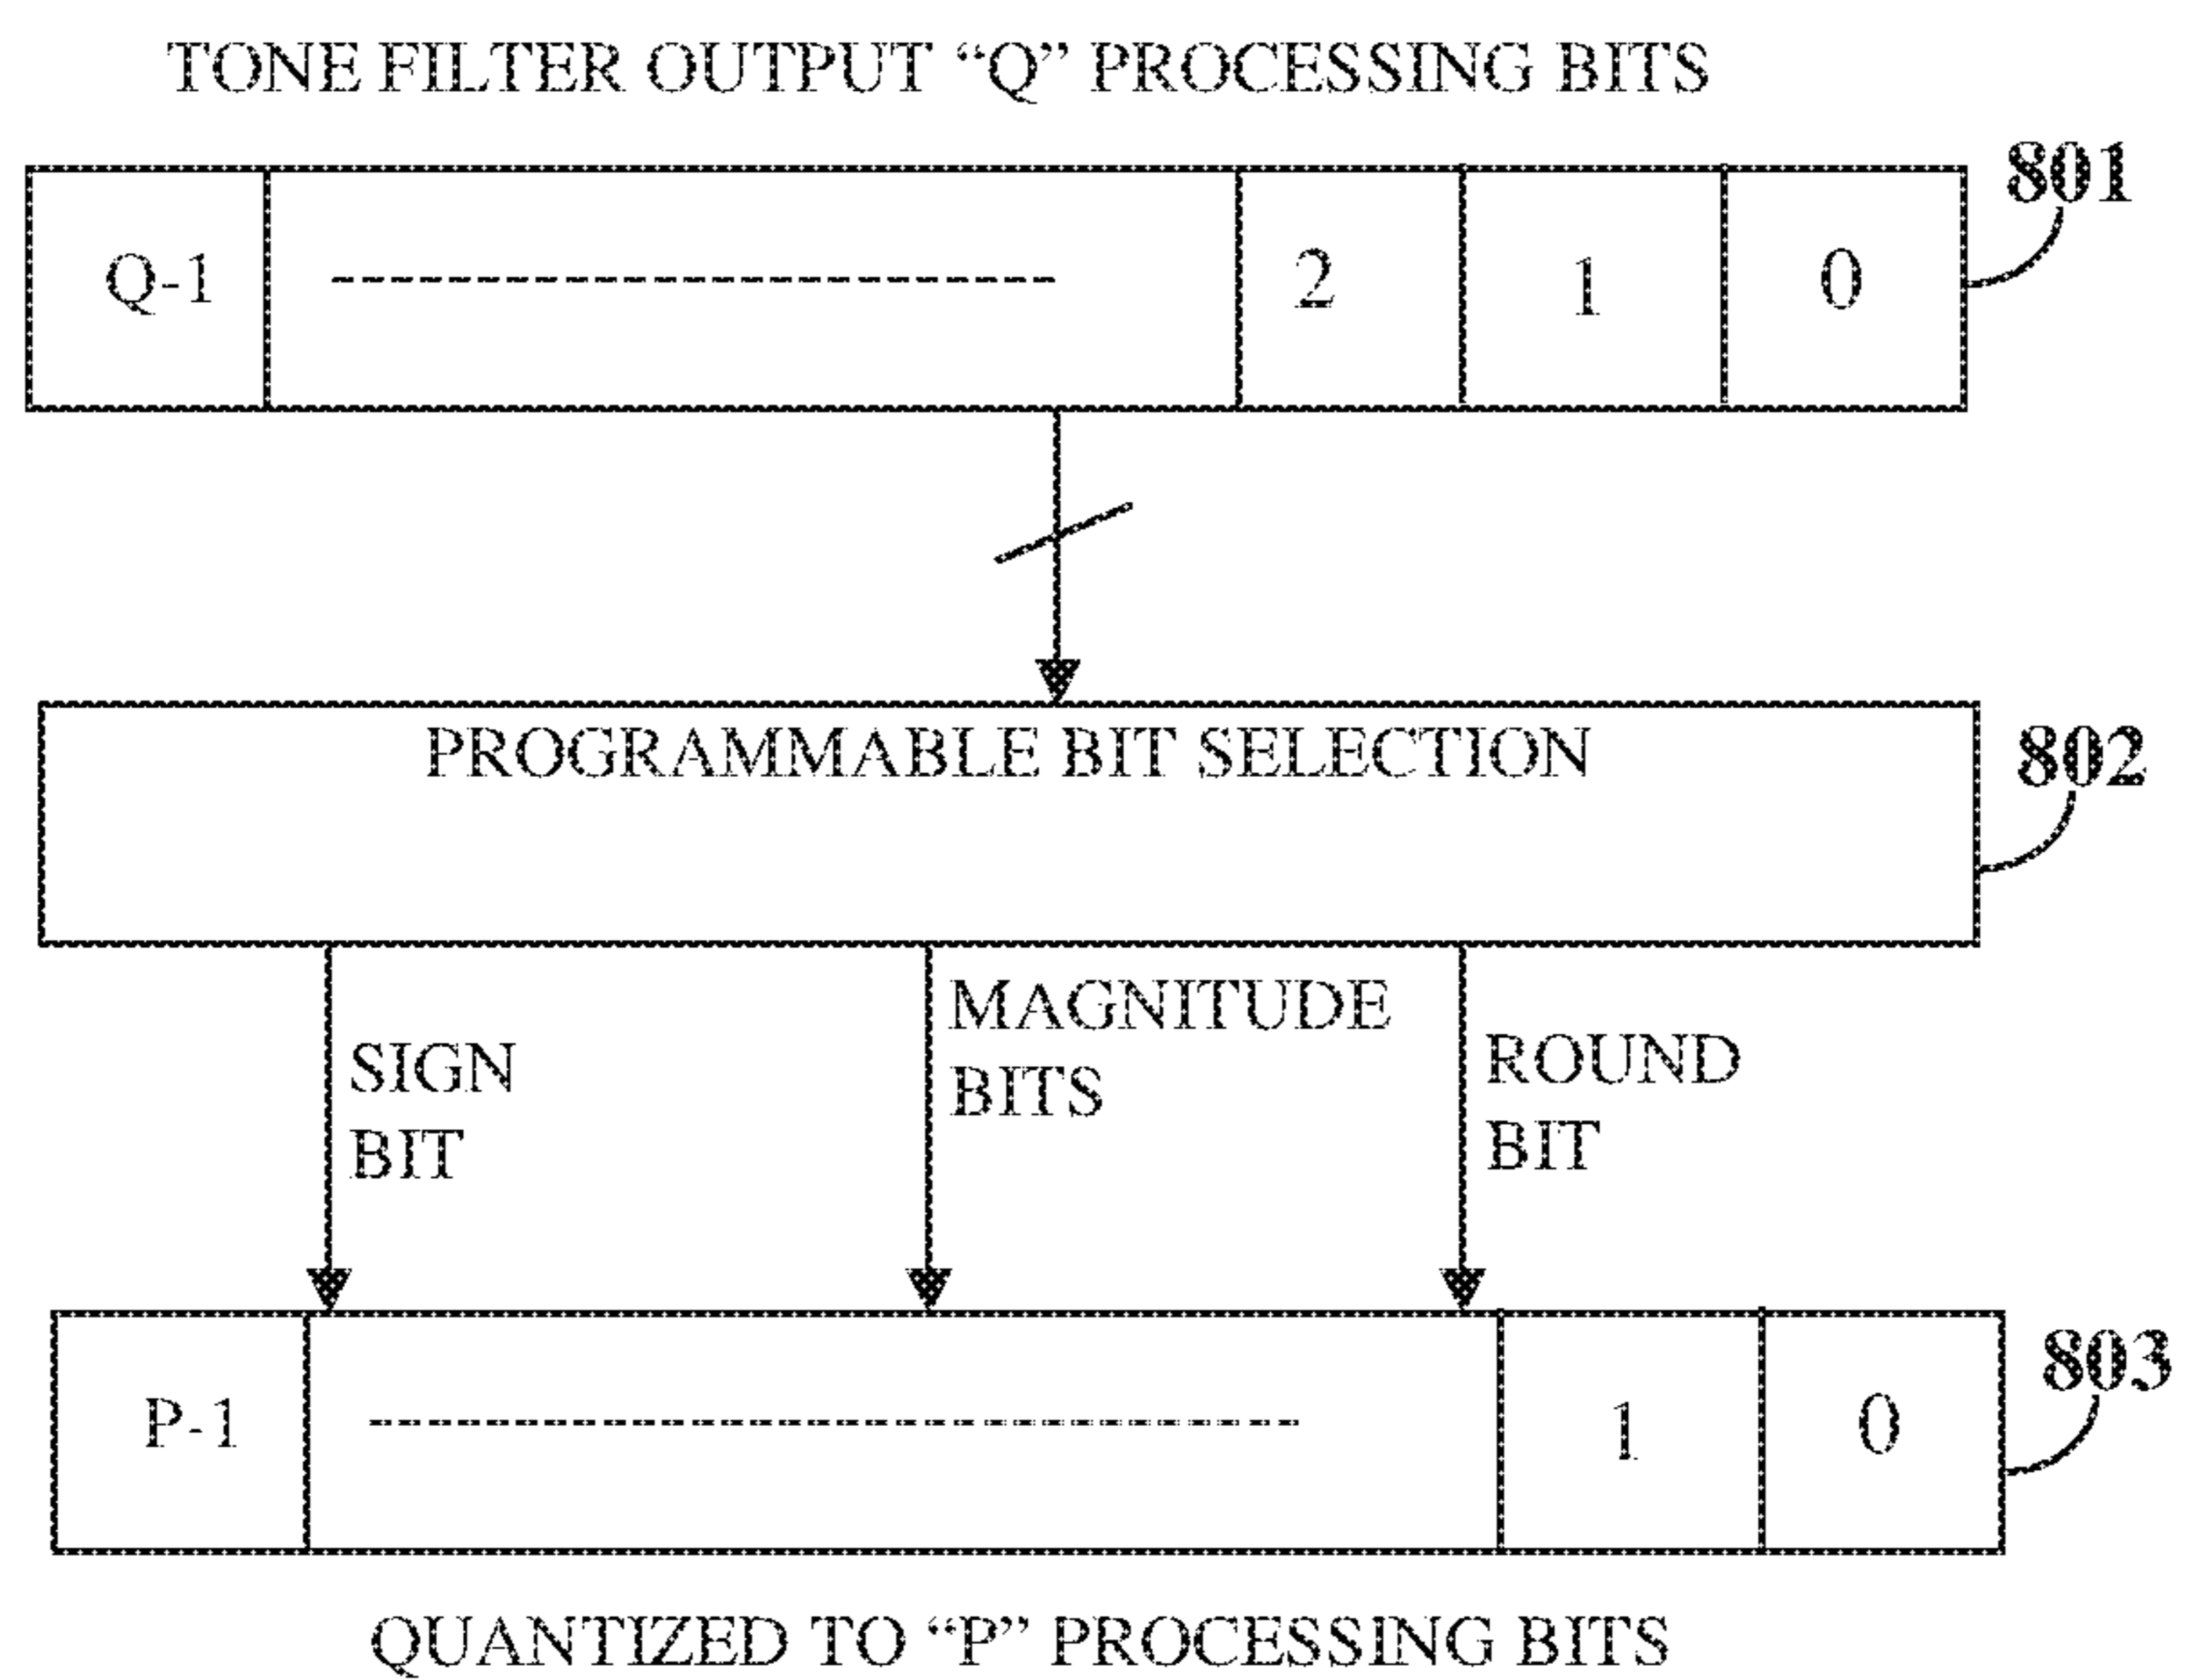 TONE FILTER OUTPUT “Q” PROCESSING BITS
801
Q-1 2 1 0
PROGRAMMABLE BIT SELECTION
802
SIGN
BIT
MAGNITUDE
BITS
ROUND
BIT
803
P-1 1 0
QUANTIZED TO “P” PROCESSING BITS